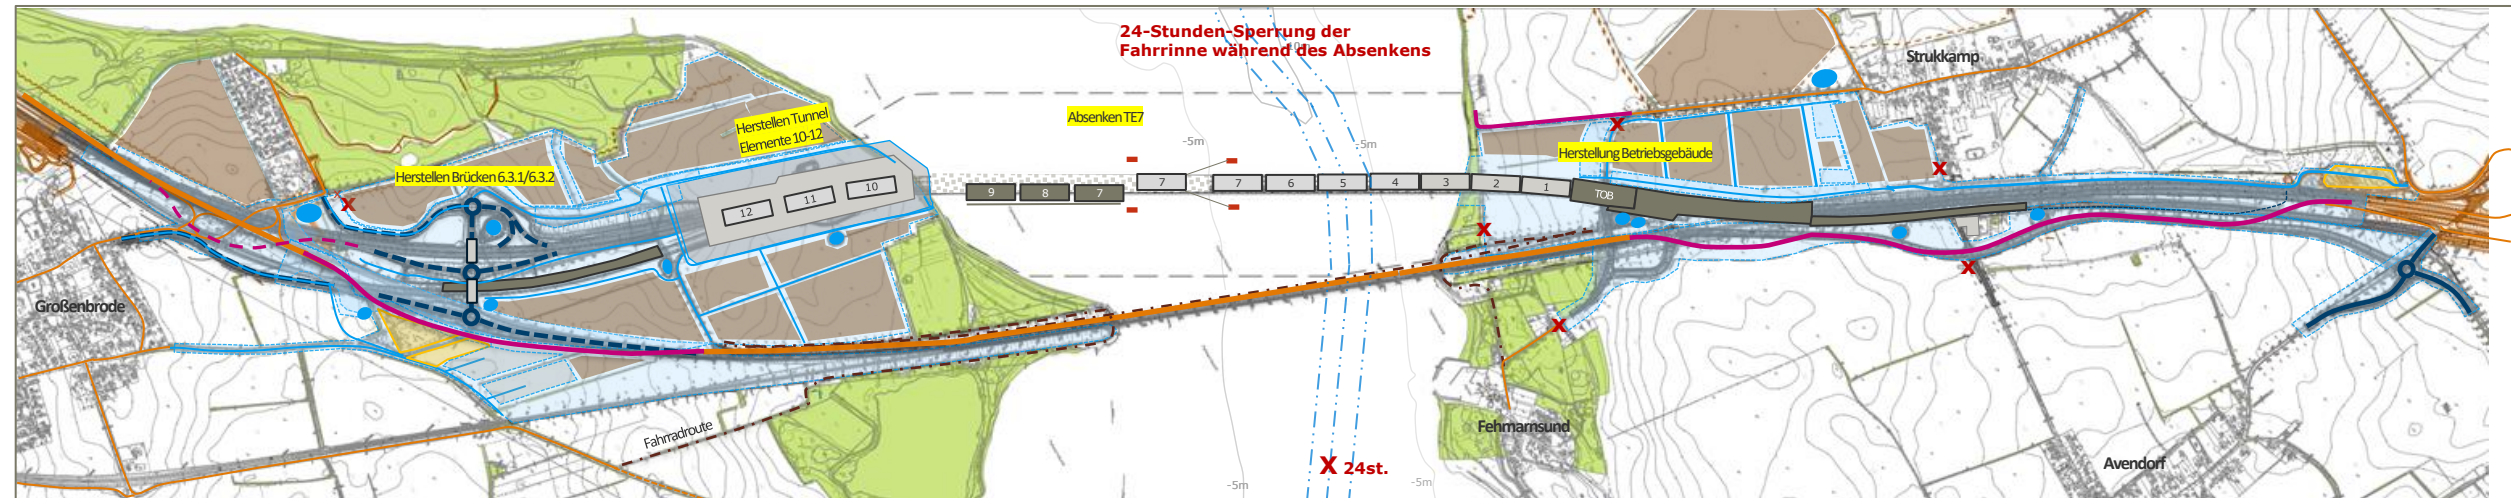 24-Stunden-Sperrung der
Fahrrinne während des Absenkens
-10m
Strukkamp
Absenken TE7
Herstellen Tunnel
Elemente 10-12
-5m
-5m
Herstellung Betriebsgebäude
X
X
Herstellen Brücken 6.3.1/6.3.2
X
12
11
10
9
8
7
7
7
6
5
4
3
2
1
TOB
X
X
X
Großenbrode
Fahrradroute
Fehmarnsund
Avendorf
X 24st.
-5m
-5m